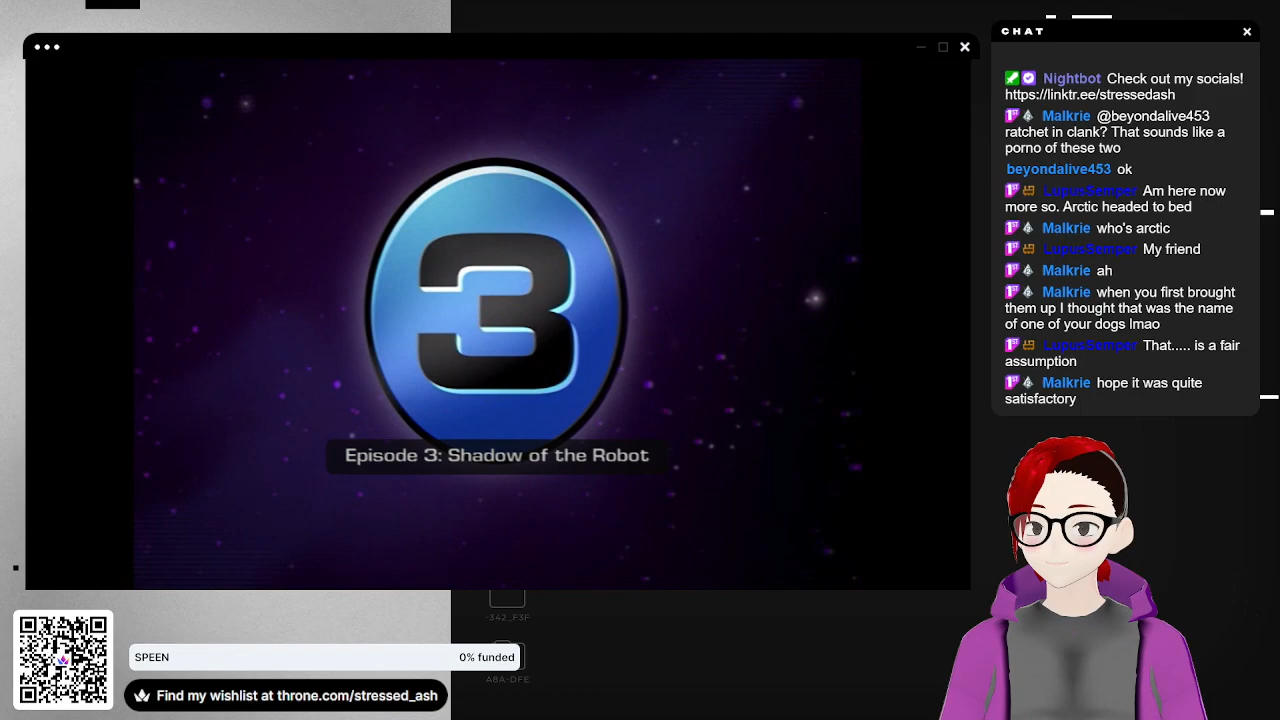 CHAT
Nightbot Check out my socials!
https://linktr.ee/stressedash
Malkrie @beyondalive453
ratchet in clank? That sounds like a
porno of these two
beyondalive453 ok
LupusSemper Am here now
more so. Arctic headed to bed
Malkrie who's arctic
LupusSemper My friend
Malkrie ah
Malkrie when you first brought
them up I thought that was the name
of one of your dogs lmao
LupusSemper That..... is a fair
assumption
Malkrie hope it was quite
satisfactory
3
Episode 3: Shadow of the Robot
-342_F3F
SPEEN 0% funded
A8A-DFE
Find my wishlist at throne.com/stressed_ash